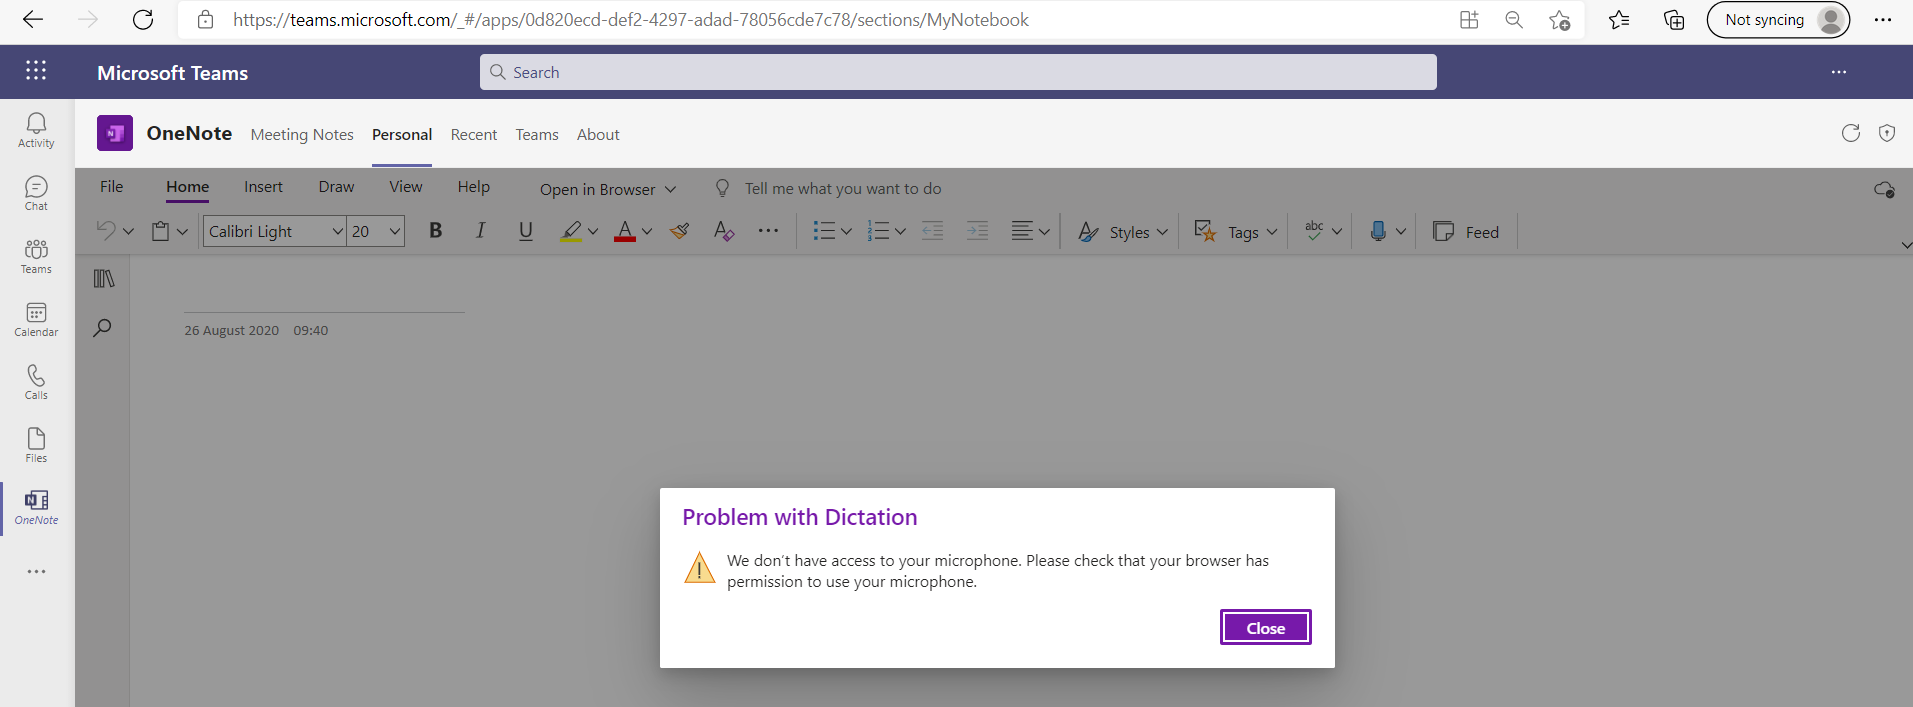 https://teams.microsoft.com/_#/apps/0d820ecd-def2-4297-adad-78056cde7c78/sections/MyNotebook
Not syncing
Microsoft Teams
Search
Activity
Chat
Teams
Calendar
Calls
Files
OneNote
OneNote Meeting Notes Personal Recent Teams About
File Home Insert Draw View Help Open in Browser Tell me what you want to do
Calibri Light 20 B I U A A Styles Tags abc Feed
26 August 2020 09:40
Problem with Dictation
We don't have access to your microphone. Please check that your browser has
permission to use your microphone.
Close